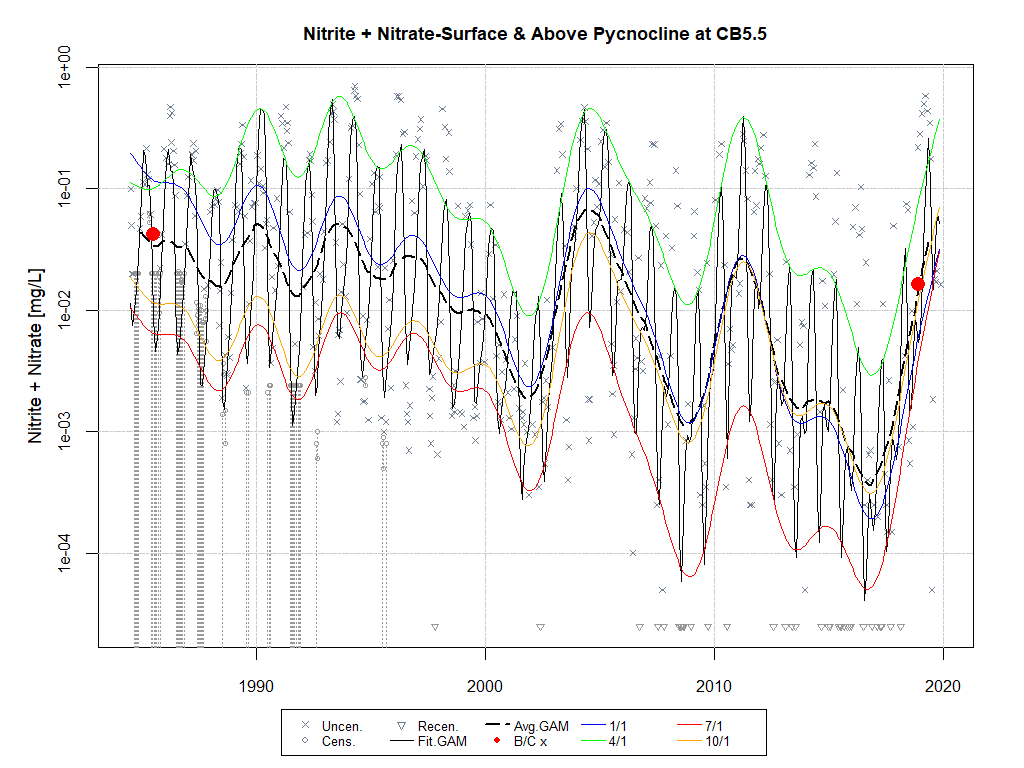 Nitrite + Nitrate-Surface & Above Pycnocline at CB5.5
Nitrite + Nitrate [mg/L]
1e+00
1e-01
1e-02
1e-03
1e-04
1990
2000
2010
2020
Uncen. Recen. Avg.GAM 1/1 7/1
Cens. Fit.GAM B/C x 4/1 10/1